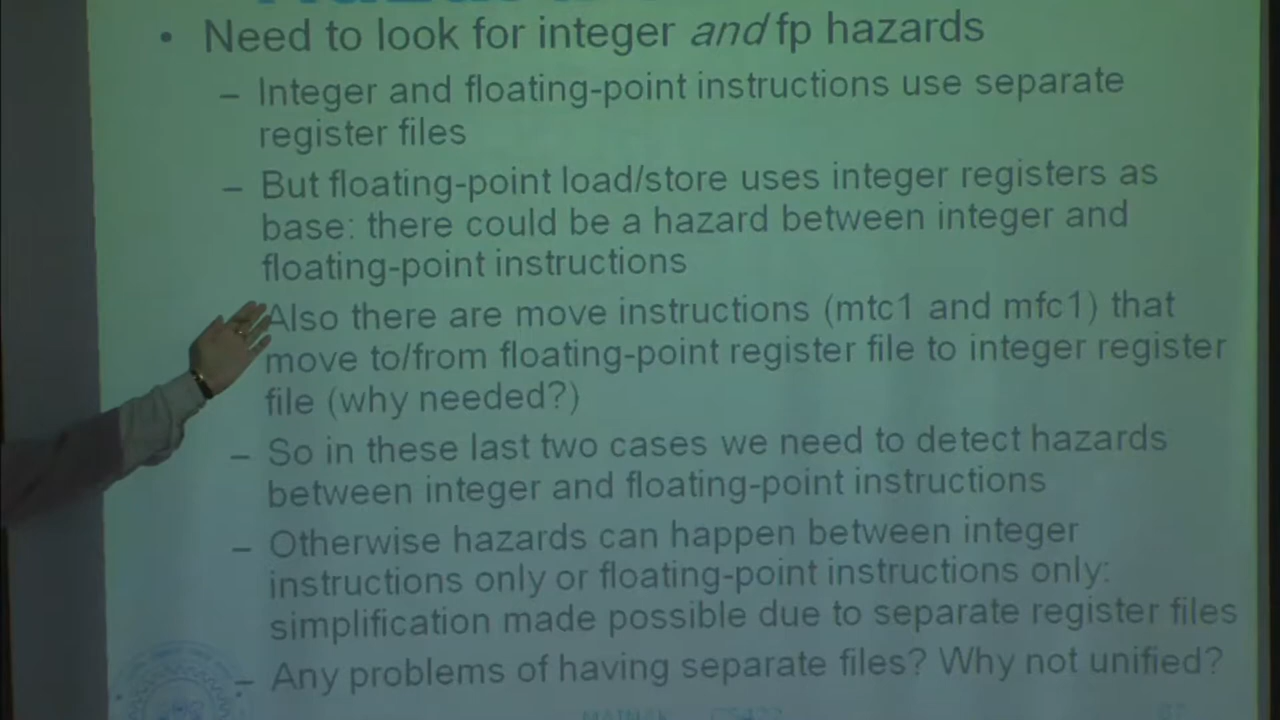 • Need to look for integer and fp hazards
– Integer and floating-point instructions use separate
register files
– But floating-point load/store uses integer registers as
base: there could be a hazard between integer and
floating-point instructions
Also there are move instructions (mtc1 and mfc1) that
move to/from floating-point register file to integer register
file (why needed?)
– So in these last two cases we need to detect hazards
between integer and floating-point instructions
– Otherwise hazards can happen between integer
instructions only or floating-point instructions only:
simplification made possible due to separate register files
– Any problems of having separate files? Why not unified?